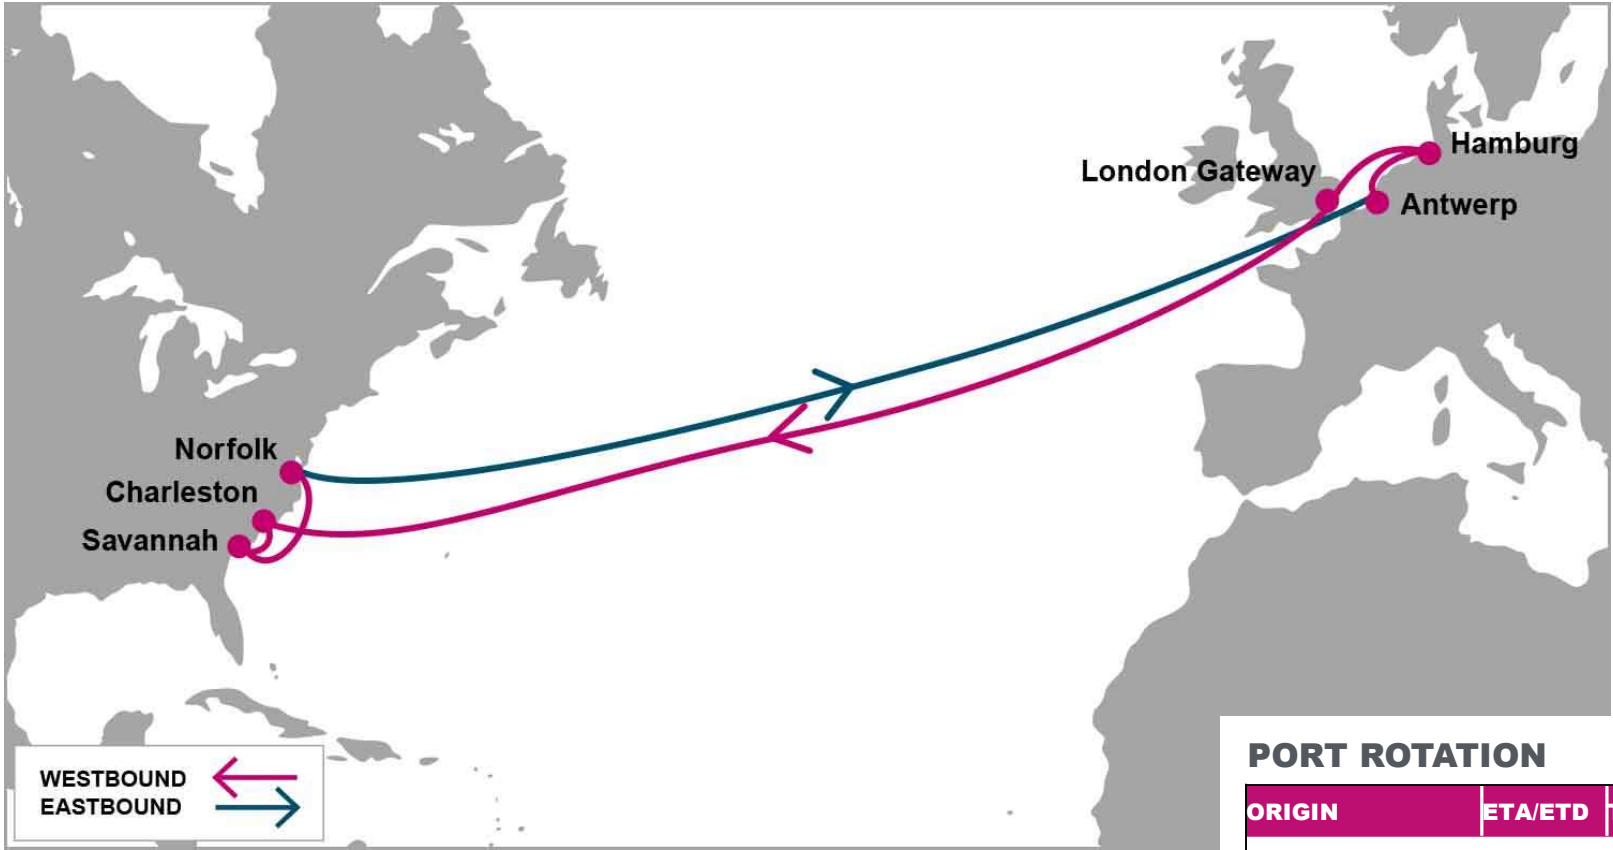 Hamburg
London Gateway
Antwerp
Norfolk
Charleston
Savannah
WESTBOUND
EASTBOUND
PORT ROTATION
ORIGIN ETA/ETD